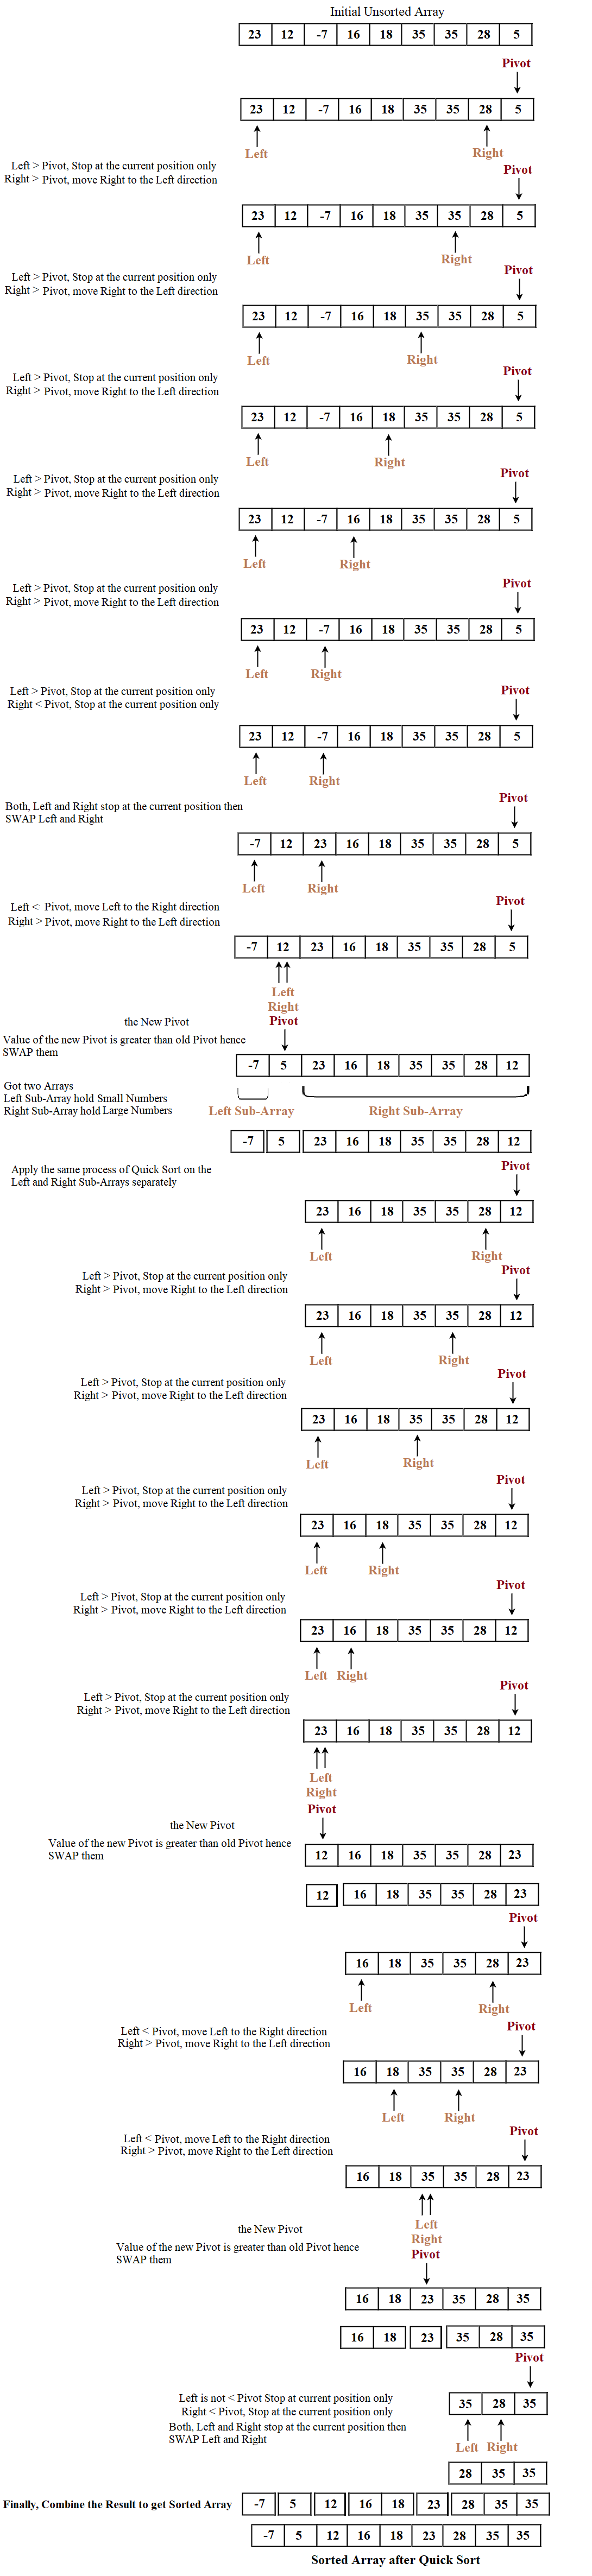 Initial Unsorted Array
23 12 -7 16 18 35 35 28 5
Pivot
23 12 -7 16 18 35 35 28 5
Left Right
Left > Pivot, Stop at the current position only
Right > Pivot, move Right to the Left direction
Pivot
23 12 -7 16 18 35 35 28 5
Left Right
Left > Pivot, Stop at the current position only
Right > Pivot, move Right to the Left direction
Pivot
23 12 -7 16 18 35 35 28 5
Left Right
Left > Pivot, Stop at the current position only
Right > Pivot, move Right to the Left direction
Pivot
23 12 -7 16 18 35 35 28 5
Left Right
Left > Pivot, Stop at the current position only
Right > Pivot, move Right to the Left direction
Pivot
23 12 -7 16 18 35 35 28 5
Left Right
Left > Pivot, Stop at the current position only
Right > Pivot, move Right to the Left direction
Pivot
23 12 -7 16 18 35 35 28 5
Left Right
Left > Pivot, Stop at the current position only
Right < Pivot, Stop at the current position only
Pivot
23 12 -7 16 18 35 35 28 5
Left Right
Both, Left and Right stop at the current position then
SWAP Left and Right
Pivot
-7 12 23 16 18 35 35 28 5
Left Right
Left < Pivot, move Left to the Right direction
Right > Pivot, move Right to the Left direction
Pivot
-7 12 23 16 18 35 35 28 5
Left
Right
the New Pivot Pivot
Value of the new Pivot is greater than old Pivot hence
SWAP them
-7 5 23 16 18 35 35 28 12
Got two Arrays
Left Sub-Array hold Small Numbers
Right Sub-Array hold Large Numbers
Left Sub-Array Right Sub-Array
-7 5 23 16 18 35 35 28 12
Apply the same process of Quick Sort on the
Left and Right Sub-Arrays separately
Pivot
23 16 18 35 35 28 12
Left Right
Left > Pivot, Stop at the current position only
Right > Pivot, move Right to the Left direction
Pivot
23 16 18 35 35 28 12
Left Right
Left > Pivot, Stop at the current position only
Right > Pivot, move Right to the Left direction
Pivot
23 16 18 35 35 28 12
Left Right
Left > Pivot, Stop at the current position only
Right > Pivot, move Right to the Left direction
Pivot
23 16 18 35 35 28 12
Left Right
Left > Pivot, Stop at the current position only
Right > Pivot, move Right to the Left direction
Pivot
23 16 18 35 35 28 12
Left Right
Left > Pivot, Stop at the current position only
Right > Pivot, move Right to the Left direction
Pivot
23 16 18 35 35 28 12
Left
Right
Pivot
the New Pivot
Value of the new Pivot is greater than old Pivot hence
SWAP them
12 16 18 35 35 28 23
12 16 18 35 35 28 23
Pivot
16 18 35 35 28 23
Left Right
Left < Pivot, move Left to the Right direction
Right > Pivot, move Right to the Left direction
Pivot
16 18 35 35 28 23
Left Right
Left < Pivot, move Left to the Right direction
Right > Pivot, move Right to the Left direction
Pivot
16 18 35 35 28 23
Left
Right
the New Pivot
Value of the new Pivot is greater than old Pivot hence
SWAP them
Pivot
16 18 23 35 28 35
16 18 23 35 28 35
Pivot
Left is not < Pivot Stop at current position only
Right < Pivot, Stop at the current position only
Both, Left and Right stop at the current position then
SWAP Left and Right
35 28 35
Left Right
28 35 35
Finally, Combine the Result to get Sorted Array -7 5 12 16 18 23 28 35 35
-7 5 12 16 18 23 28 35 35
Sorted Array after Quick Sort